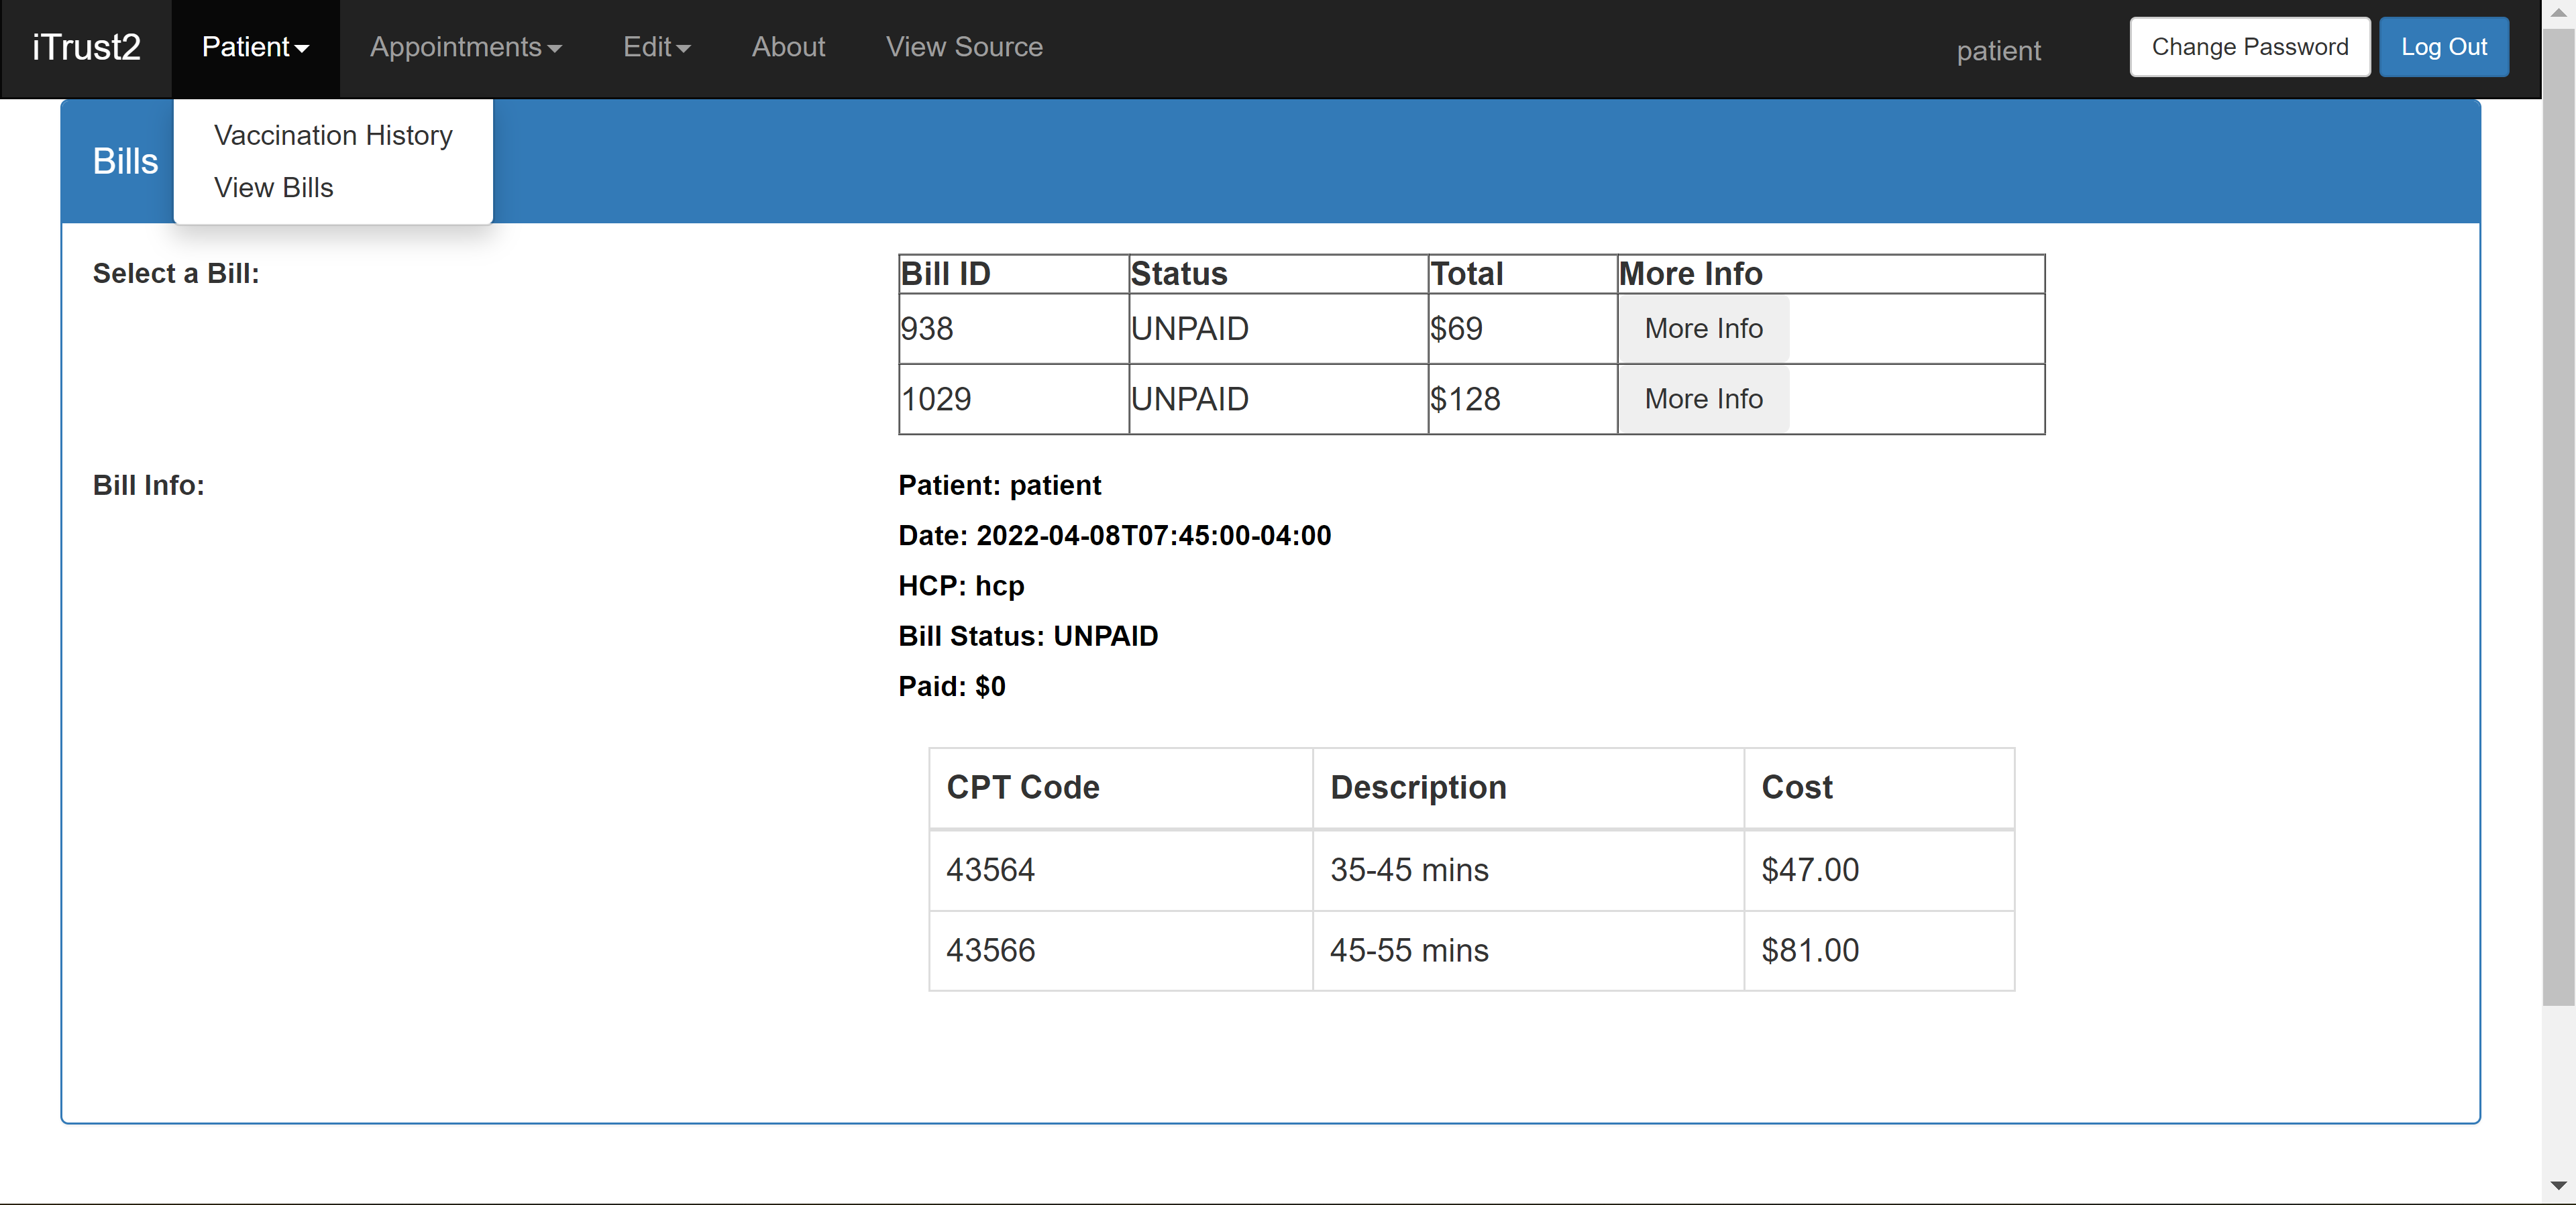 iTrust2 Patient Appointments Edit About View Source patient Change Password Log Out
Vaccination History
View Bills
Bills
Select a Bill:
Bill ID Status Total More Info
938 UNPAID $69 More Info
1029 UNPAID $128 More Info
Bill Info:
Patient: patient
Date: 2022-04-08T07:45:00-04:00
HCP: hcp
Bill Status: UNPAID
Paid: $0
CPT Code Description Cost
43564 35-45 mins $47.00
43566 45-55 mins $81.00